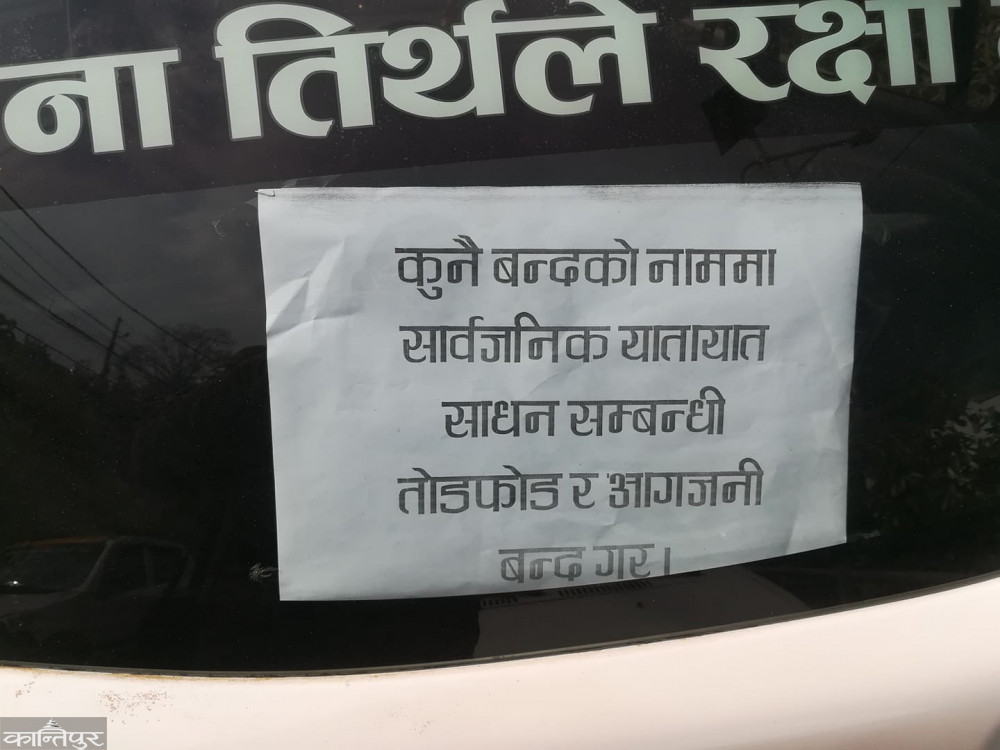 ना तिर्थले रक्षा
कुनै बन्दको नाममा
सार्वजनिक यातायात
साधन सम्बन्धी
तोडफोड र आगजनी
बन्द गर।
कान्तिपुर